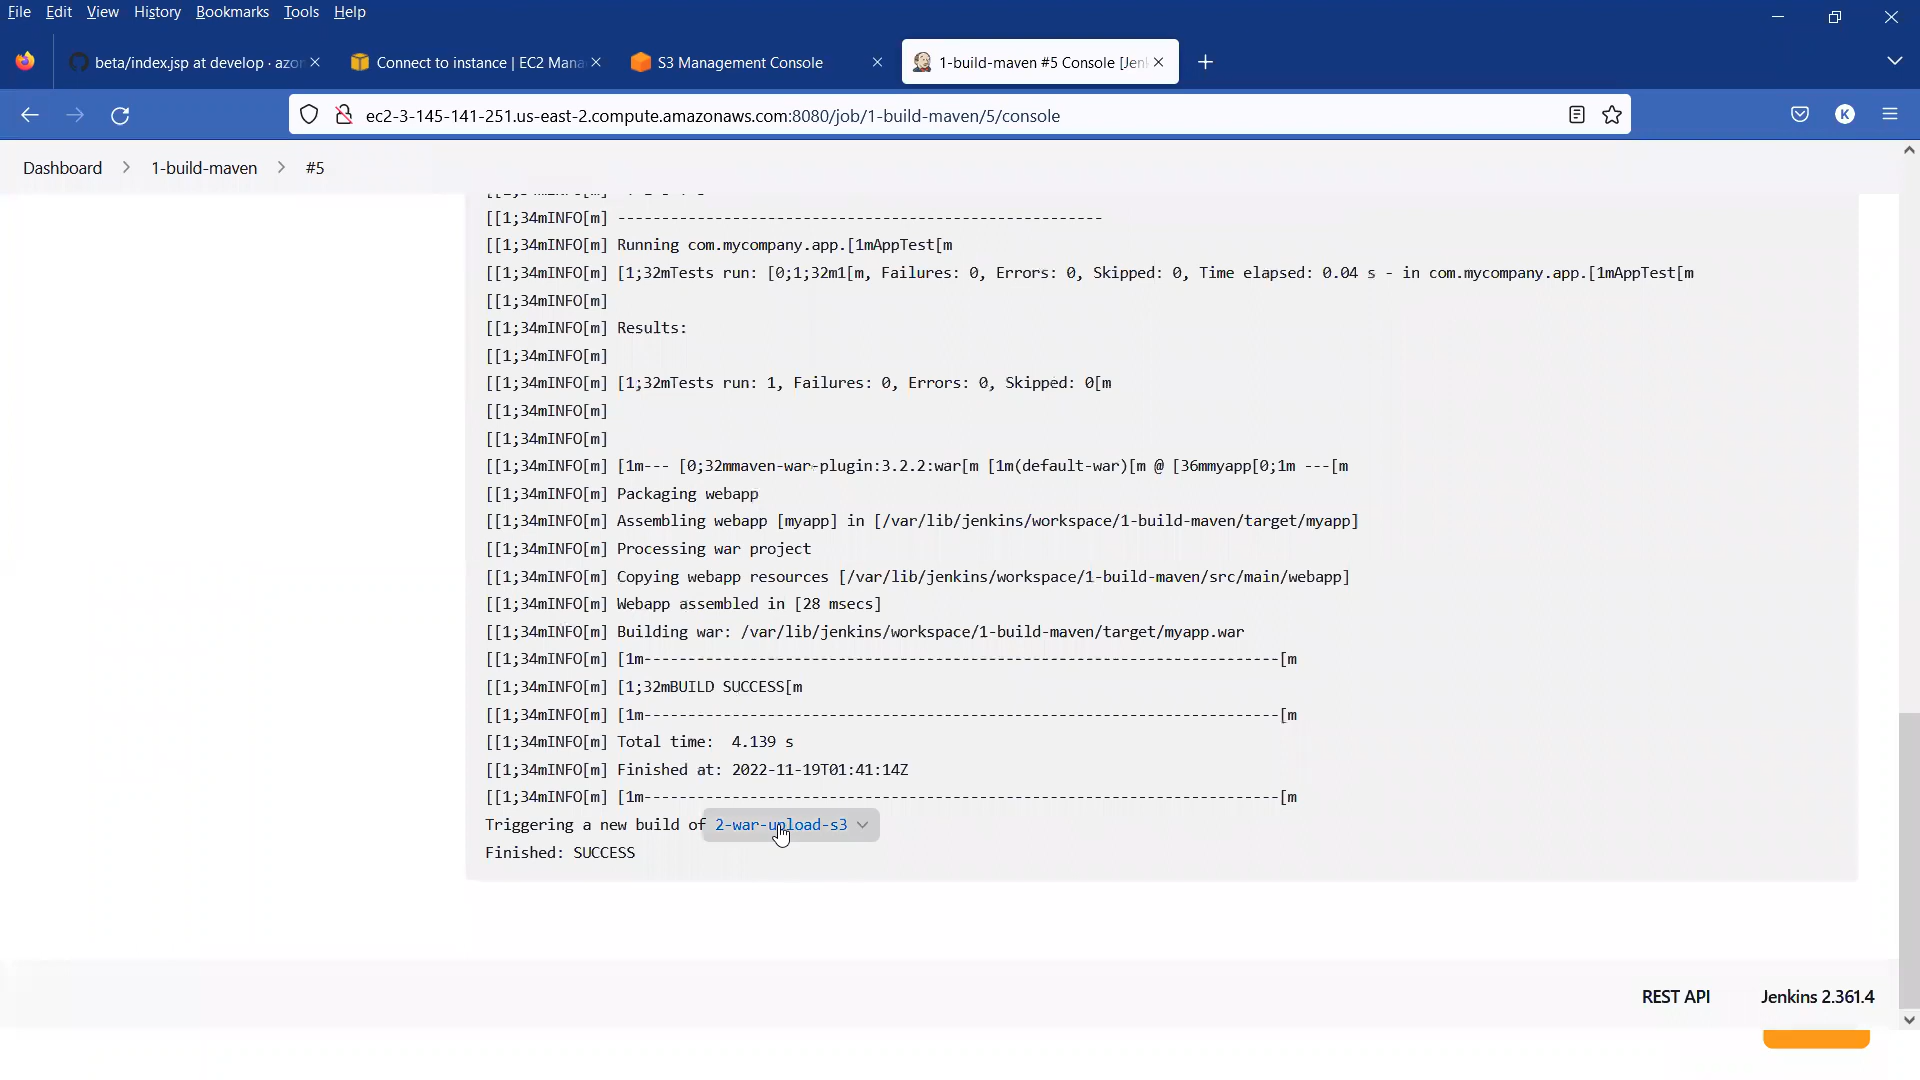 File Edit View History Bookmarks Tools Help
beta/index.jsp at develop · azor
Connect to instance | EC2 Mana
S3 Management Console
1-build-maven #5 Console [Jenk
ec2-3-145-141-251.us-east-2.compute.amazonaws.com:8080/job/1-build-maven/5/console
K
Dashboard 1-build-maven #5
[[1;34mINFO[m] -------------------------------------------------------
[[1;34mINFO[m] Running com.mycompany.app.[1mAppTest[m
[[1;34mINFO[m] [1;32mTests run: [0;1;32m1[m, Failures: 0, Errors: 0, Skipped: 0, Time elapsed: 0.04 s - in com.mycompany.app.[1mAppTest[m
[[1;34mINFO[m]
[[1;34mINFO[m] Results:
[[1;34mINFO[m]
[[1;34mINFO[m] [1;32mTests run: 1, Failures: 0, Errors: 0, Skipped: 0[m
[[1;34mINFO[m]
[[1;34mINFO[m]
[[1;34mINFO[m] [1m--- [0;32mmaven-war-plugin:3.2.2:war[m [1m(default-war)[m @ [36mmyapp[0;1m ---[m
[[1;34mINFO[m] Packaging webapp
[[1;34mINFO[m] Assembling webapp [myapp] in [/var/lib/jenkins/workspace/1-build-maven/target/myapp]
[[1;34mINFO[m] Processing war project
[[1;34mINFO[m] Copying webapp resources [/var/lib/jenkins/workspace/1-build-maven/src/main/webapp]
[[1;34mINFO[m] Webapp assembled in [28 msecs]
[[1;34mINFO[m] Building war: /var/lib/jenkins/workspace/1-build-maven/target/myapp.war
[[1;34mINFO[m] [1m------------------------------------------------------------------------[m
[[1;34mINFO[m] [1;32mBUILD SUCCESS[m
[[1;34mINFO[m] [1m------------------------------------------------------------------------[m
[[1;34mINFO[m] Total time:  4.139 s
[[1;34mINFO[m] Finished at: 2022-11-19T01:41:14Z
[[1;34mINFO[m] [1m------------------------------------------------------------------------[m
Triggering a new build of 2-war-upload-s3
Finished: SUCCESS
REST API Jenkins 2.361.4